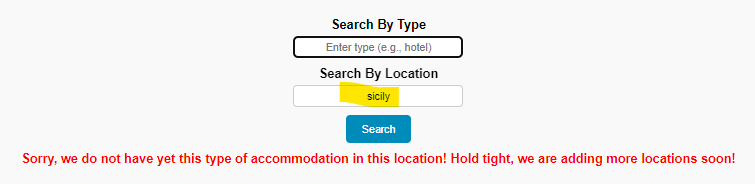 Search By Type
Enter type (e.g., hotel)
Search By Location
sicily
Search
Sorry, we do not have yet this type of accommodation in this location! Hold tight, we are adding more locations soon!